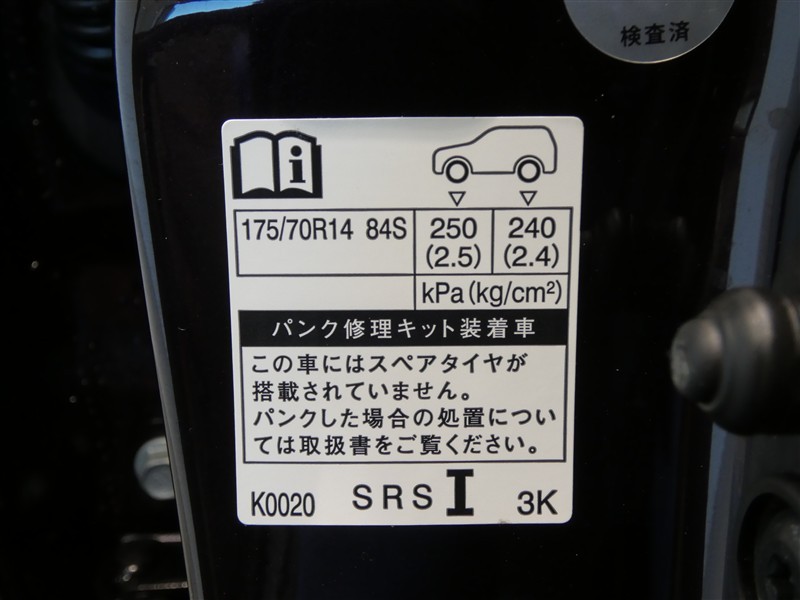 検査済
i
175/70R14 84S 250 240
(2.5) (2.4)
kPa(kg/cm²)
パンク修理キット装着車
この車にはスペアタイヤが
搭載されていません。
パンクした場合の処置につい
ては取扱書をご覧ください。
K0020 SRS I 3K